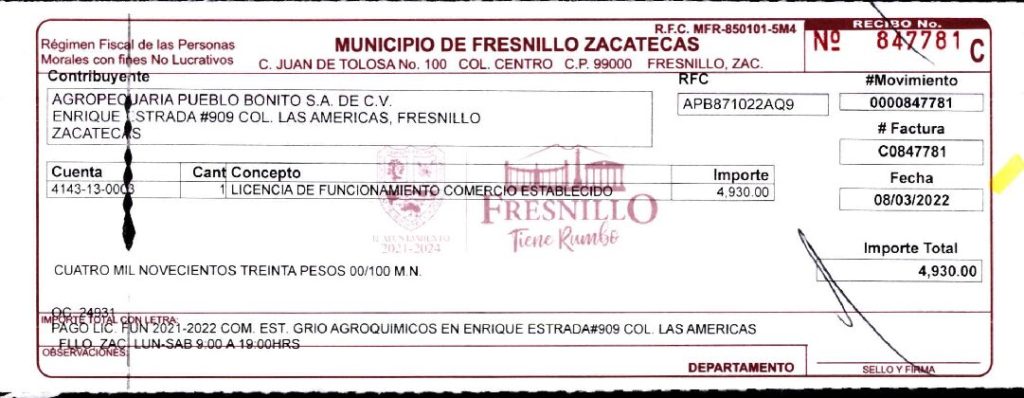 R.F.C. MFR-850101-5M4
RECIBO No.
Régimen Fiscal de las Personas
Morales con fines No Lucrativos
MUNICIPIO DE FRESNILLO ZACATECAS
Nº 847781 C
C. JUAN DE TOLOSA No. 100 COL. CENTRO C.P. 99000 FRESNILLO, ZAC.
Contribuyente
RFC
#Movimiento
AGROPECUARIA PUEBLO BONITO S.A. DE C.V.
APB871022AQ9
0000847781
ENRIQUE ESTRADA #909 COL. LAS AMERICAS, FRESNILLO
ZACATECAS
# Factura
C0847781
Cuenta Cant Concepto Importe
Fecha
4143-13-0003 1 LICENCIA DE FUNCIONAMIENTO COMERCIO ESTABLECIDO 4,930.00
08/03/2022
H. AYUNTAMIENTO
2021-2024
FRESNILLO
Tiene Rumbo
Importe Total
4,930.00
CUATRO MIL NOVECIENTOS TREINTA PESOS 00/100 M.N.
OC 24931
IMPORTE TOTAL CON LETRA:
PAGO LIC. FUN 2021-2022 COM. EST. GRIO AGROQUIMICOS EN ENRIQUE ESTRADA#909 COL. LAS AMERICAS
FLLO, ZAC. LUN-SAB 9:00 A 19:00HRS
OBSERVACIONES:
DEPARTAMENTO
SELLO Y FIRMA